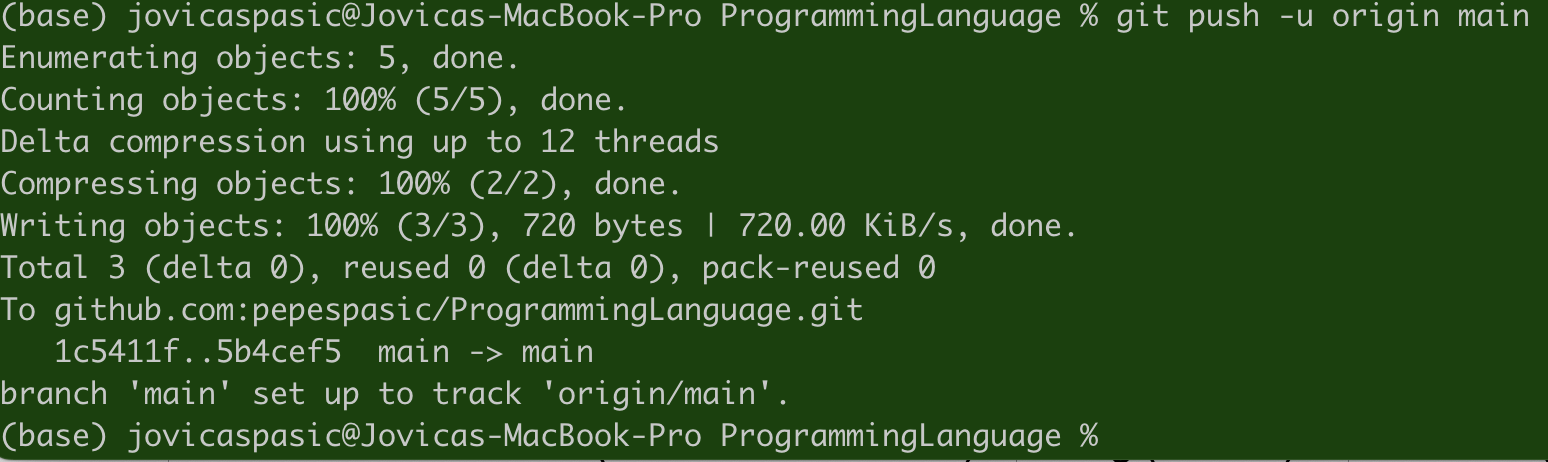 (base) jovicaspasic@Jovicas-MacBook-Pro ProgrammingLanguage % git push -u origin main
Enumerating objects: 5, done.
Counting objects: 100% (5/5), done.
Delta compression using up to 12 threads
Compressing objects: 100% (2/2), done.
Writing objects: 100% (3/3), 720 bytes | 720.00 KiB/s, done.
Total 3 (delta 0), reused 0 (delta 0), pack-reused 0
To github.com:pepespasic/ProgrammingLanguage.git
   1c5411f..5b4cef5  main -> main
branch 'main' set up to track 'origin/main'.
(base) jovicaspasic@Jovicas-MacBook-Pro ProgrammingLanguage %